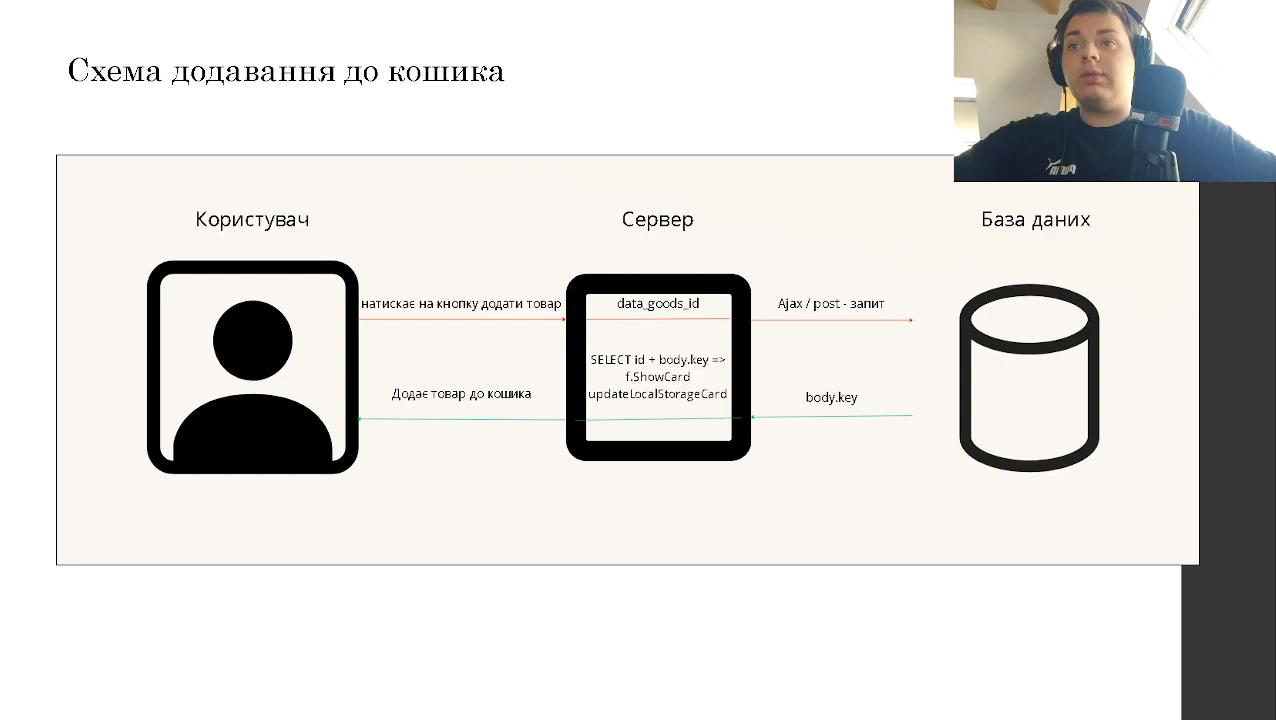 Схема додавання до кошика
Користувач
Сервер
База даних
натискає на кнопку додати товар
data_goods_id
Ajax / post - запит
SELECT id + body.key =>
f.ShowCard
updateLocalStorageCard
Додає товар до кошика
body.key